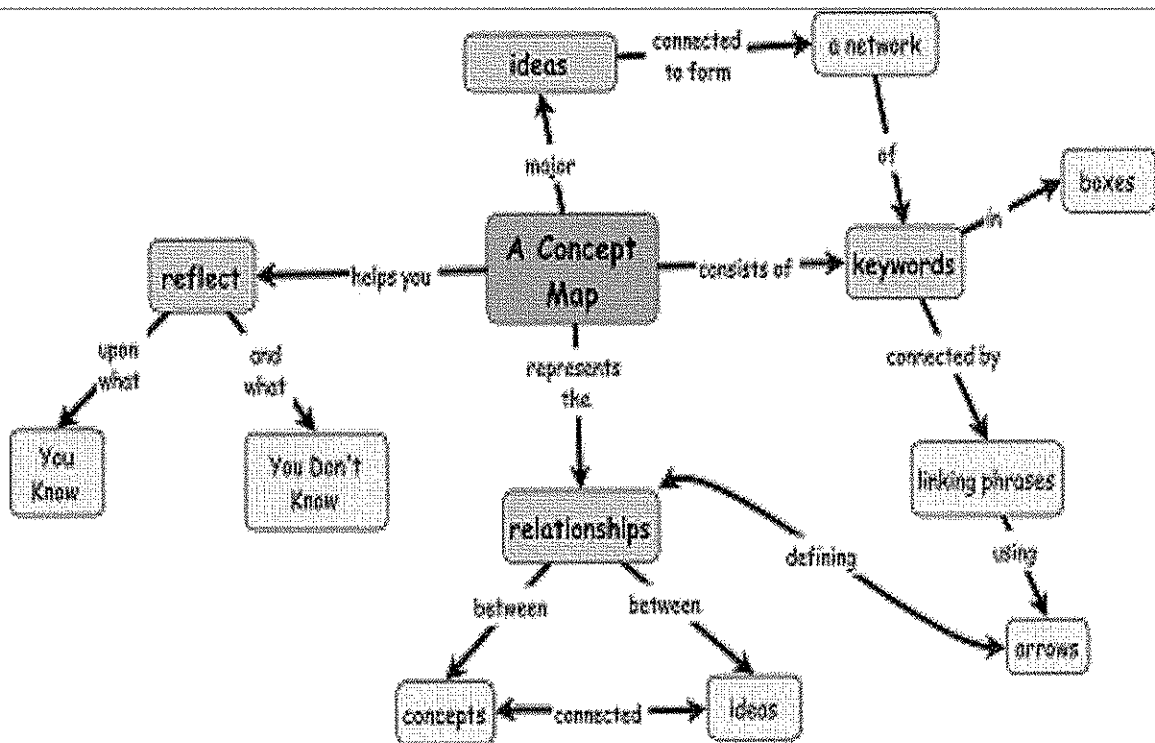 ideas
connected
to form
a network
major
of
boxes
in
A Concept
Map
reflect
helps you
consists of
keywords
upon
what
and
what
represents
the
connected by
You
Know
You Don't
Know
linking phrases
relationships
defining
using
between
between
arrows
concepts
connected
ideas